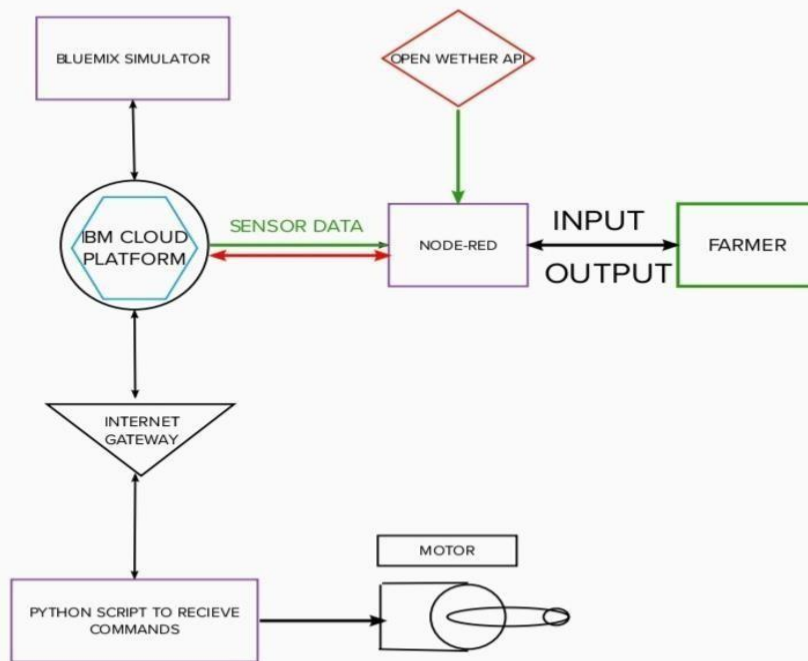 BLUEMIX SIMULATOR
OPEN WETHER API
IBM CLOUD
PLATFORM
SENSOR DATA
NODE-RED
INPUT
OUTPUT
FARMER
INTERNET
GATEWAY
MOTOR
PYTHON SCRIPT TO RECIEVE
COMMANDS